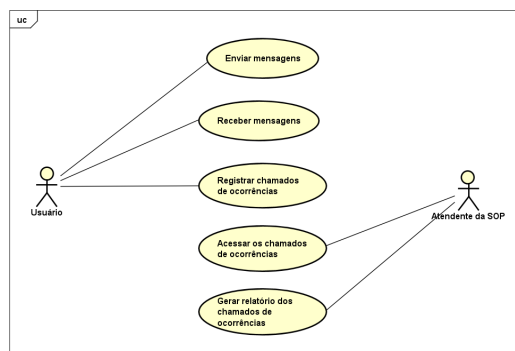 uc
Enviar mensagens
Receber mensagens
Registrar chamados
de ocorrências
Usuário
Atendente da SOP
Acessar os chamados
de ocorrências
Gerar relatório dos
chamados de
ocorrências